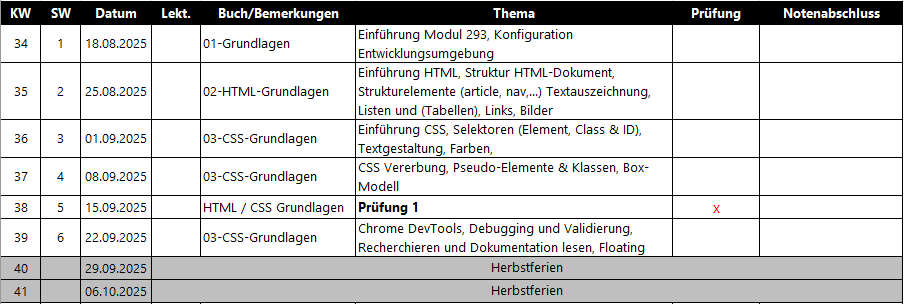 KW SW Datum Lekt. Buch/Bemerkungen Thema Prüfung Notenabschluss
34 1 18.08.2025 01-Grundlagen Einführung Modul 293, Konfiguration
Entwicklungsumgebung
35 2 25.08.2025 02-HTML-Grundlagen Einführung HTML, Struktur HTML-Dokument,
Strukturelemente (article, nav,...) Textauszeichnung,
Listen und (Tabellen), Links, Bilder
36 3 01.09.2025 03-CSS-Grundlagen Einführung CSS, Selektoren (Element, Class & ID),
Textgestaltung, Farben,
37 4 08.09.2025 03-CSS-Grundlagen CSS Vererbung, Pseudo-Elemente & Klassen, Box-
Modell
38 5 15.09.2025 HTML / CSS Grundlagen Prüfung 1 x
39 6 22.09.2025 03-CSS-Grundlagen Chrome DevTools, Debugging und Validierung,
Recherchieren und Dokumentation lesen, Floating
40 29.09.2025 Herbstferien
41 06.10.2025 Herbstferien